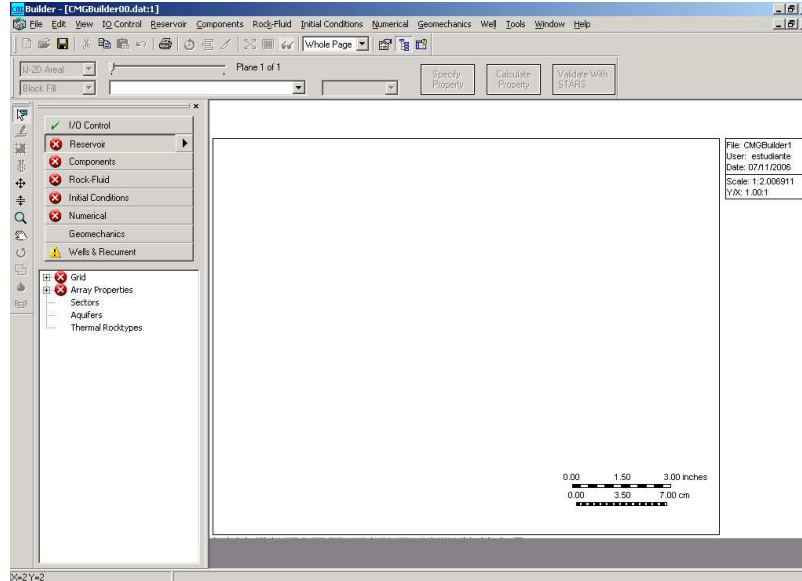 Builder - [CMGBuilder00.dat:1]
File Edit View IO Control Reservoir Components Rock-Fluid Initial Conditions Numerical Geomechanics Well Tools Window Help
Whole Page
IJ-2D Areal
Plane 1 of 1
Block Fill
Specify Property
Calculate Property
Validate With STARS
I/O Control
Reservoir
Components
Rock-Fluid
Initial Conditions
Numerical
Geomechanics
Wells & Recurrent
Grid
Array Properties
Sectors
Aquifers
Thermal Rocktypes
File: CMGBuilder1
User: estudiante
Date: 07/11/2006
Scale: 1:2.006911
Y/X: 1.00:1
0.00 1.50 3.00 inches
0.00 3.50 7.00 cm
X=2 Y=2